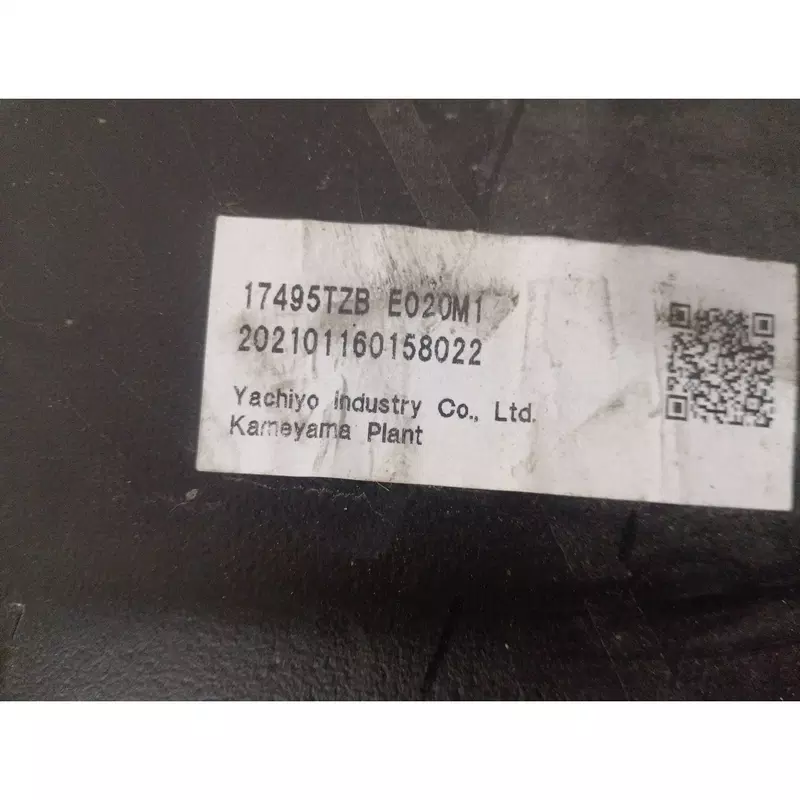 17495TZB E020M1
202101160158022
Yachiyo Industry Co., Ltd.
Kameyama Plant